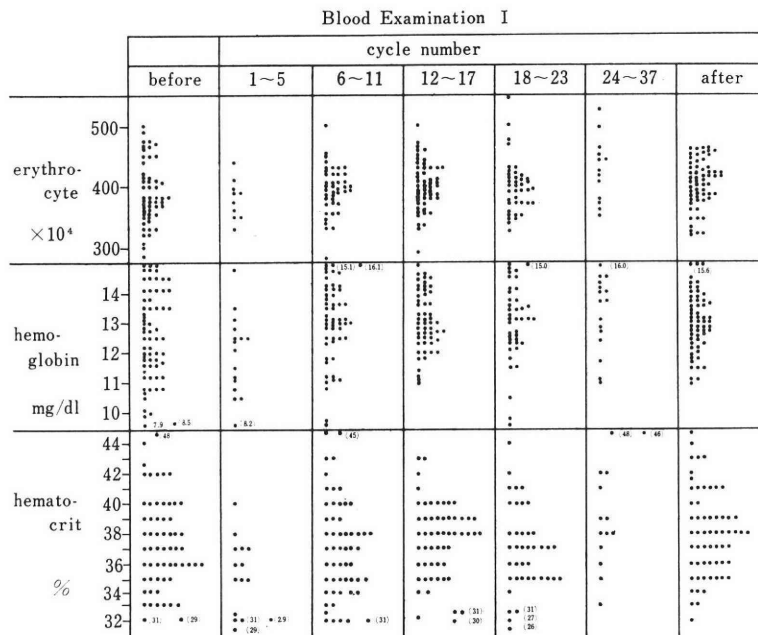 Blood Examination I
cycle number
before 1~5 6~11 12~17 18~23 24~37 after
500
erythro-
cyte
400
×10⁴
300
(15.1) (16.1) (15.0 (16.0) (15.6
14
hemo-
globin
13
12
11
mg/dl
10
7.9 8.5 (8.2)
48 (45) (48, 46
44
42
hemato-
crit
40
38
36
%
34
32
(31, (29 (31) 2.9 (31) (31) (31)
(29, (30) (27)
(26